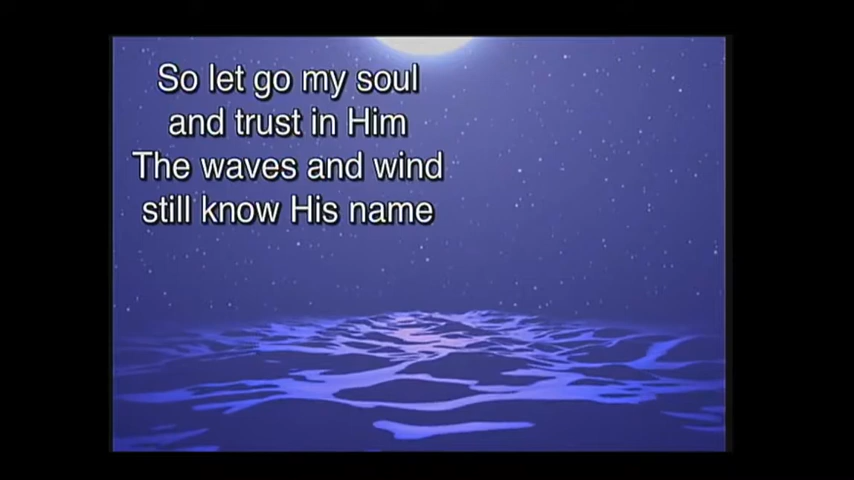 So let go my soul
and trust in Him
The waves and wind
still know His name